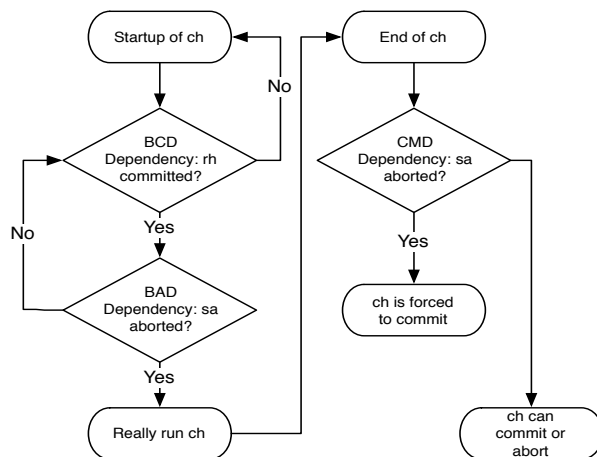 Startup of ch
No
BCD
Dependency: rh
committed?
Yes
No
BAD
Dependency: sa
aborted?
Yes
Really run ch
End of ch
CMD
Dependency: sa
aborted?
Yes
ch is forced
to commit
ch can
commit or
abort